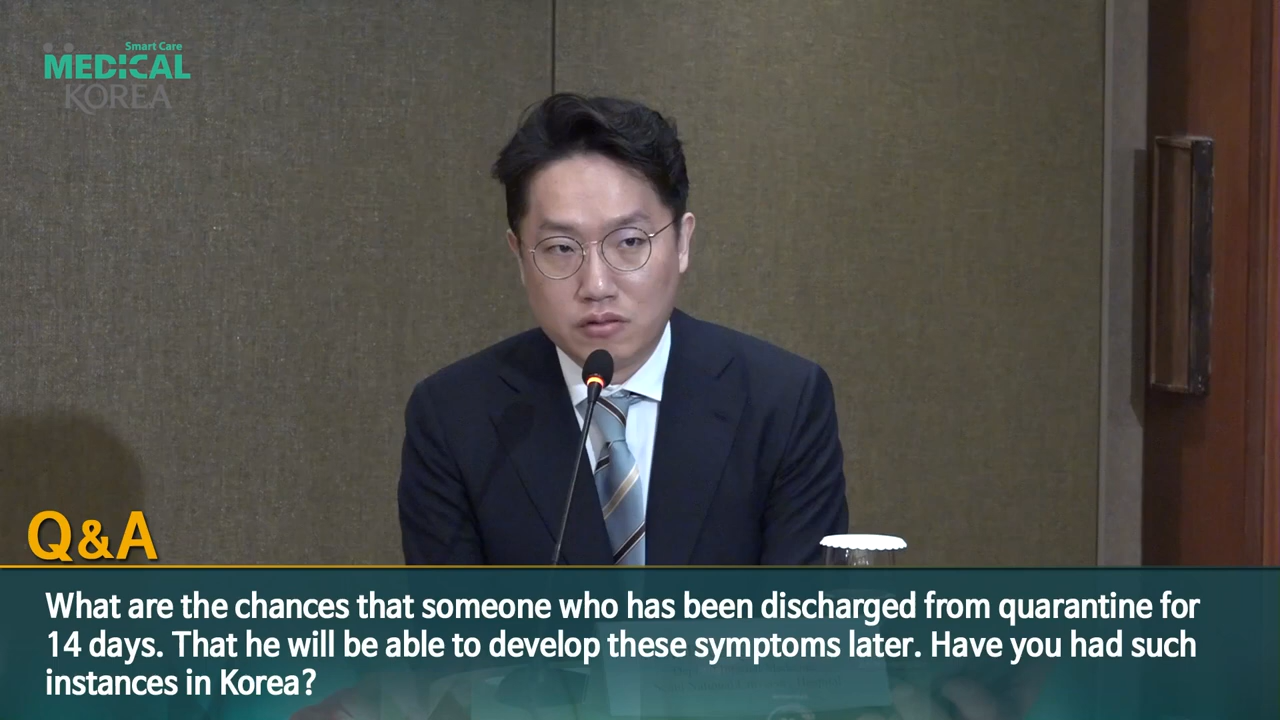 Smart Care
MEDICAL
KOREA
Q&A
What are the chances that someone who has been discharged from quarantine for
14 days. That he will be able to develop these symptoms later. Have you had such
instances in Korea?